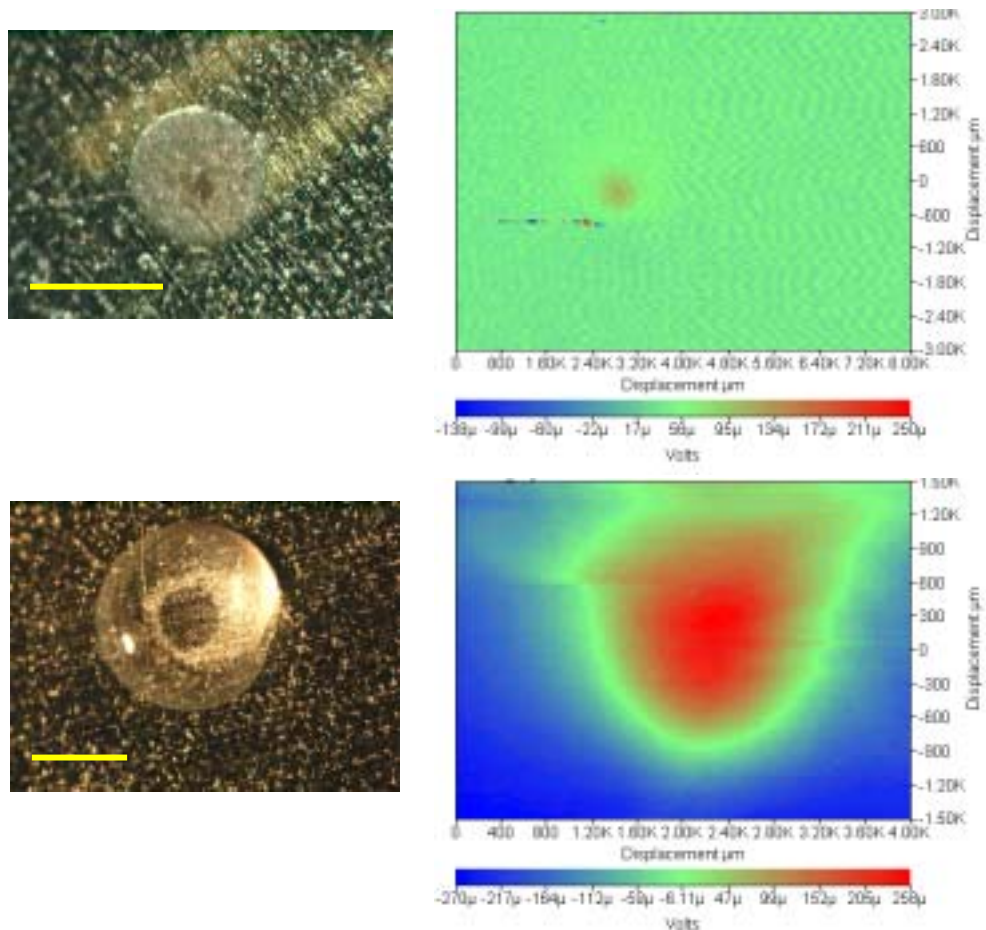 3.00K
2.40K
1.80K
1.20K
600
0
-600
-1.20K
-1.80K
-2.40K
-3.00K
Displacement µm
0 800 1.60K 2.40K 3.20K 4.00K 4.80K 5.60K 6.40K 7.20K 8.00K
Displacement µm
-138µ -99µ -60µ -22µ 17µ 56µ 95µ 134µ 172µ 211µ 250µ
Volts
1.50K
1.20K
900
600
300
0
-300
-600
-900
-1.20K
-1.50K
Displacement µm
0 400 800 1.20K 1.60K 2.00K 2.40K 2.80K 3.20K 3.60K 4.00K
Displacement µm
-270µ -217µ -164µ -112µ -59µ -6.11µ 47µ 99µ 152µ 205µ 258µ
Volts